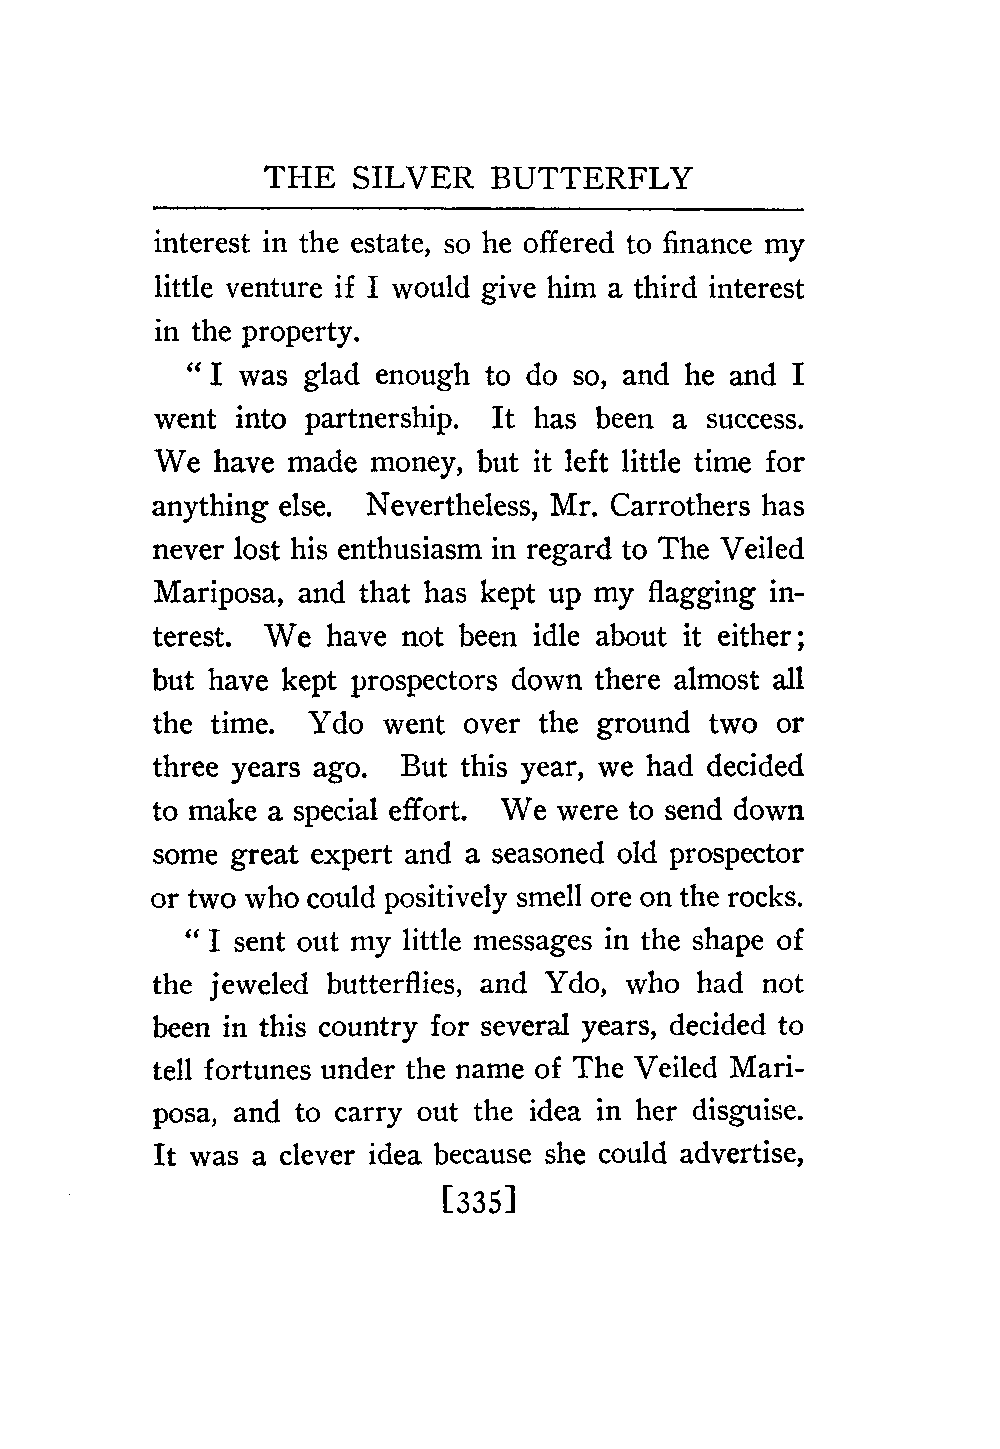 THE SILVER BUTTERFLY
interest in the estate, so he offered to finance my
little venture if I would give him a third interest
in the property.
“ I was glad enough to do so, and he and I
went into partnership. It has been a success.
We have made money, but it left little time for
anything else. Nevertheless, Mr. Carrothers has
never lost his enthusiasm in regard to The Veiled
Mariposa, and that has kept up my flagging in-
terest. We have not been idle about it either;
but have kept prospectors down there almost all
the time. Ydo went over the ground two or
three years ago. But this year, we had decided
to make a special effort. We were to send down
some great expert and a seasoned old prospector
or two who could positively smell ore on the rocks.
“ I sent out my little messages in the shape of
the jeweled butterflies, and Ydo, who had not
been in this country for several years, decided to
tell fortunes under the name of The Veiled Mari-
posa, and to carry out the idea in her disguise.
It was a clever idea because she could advertise,
[335]